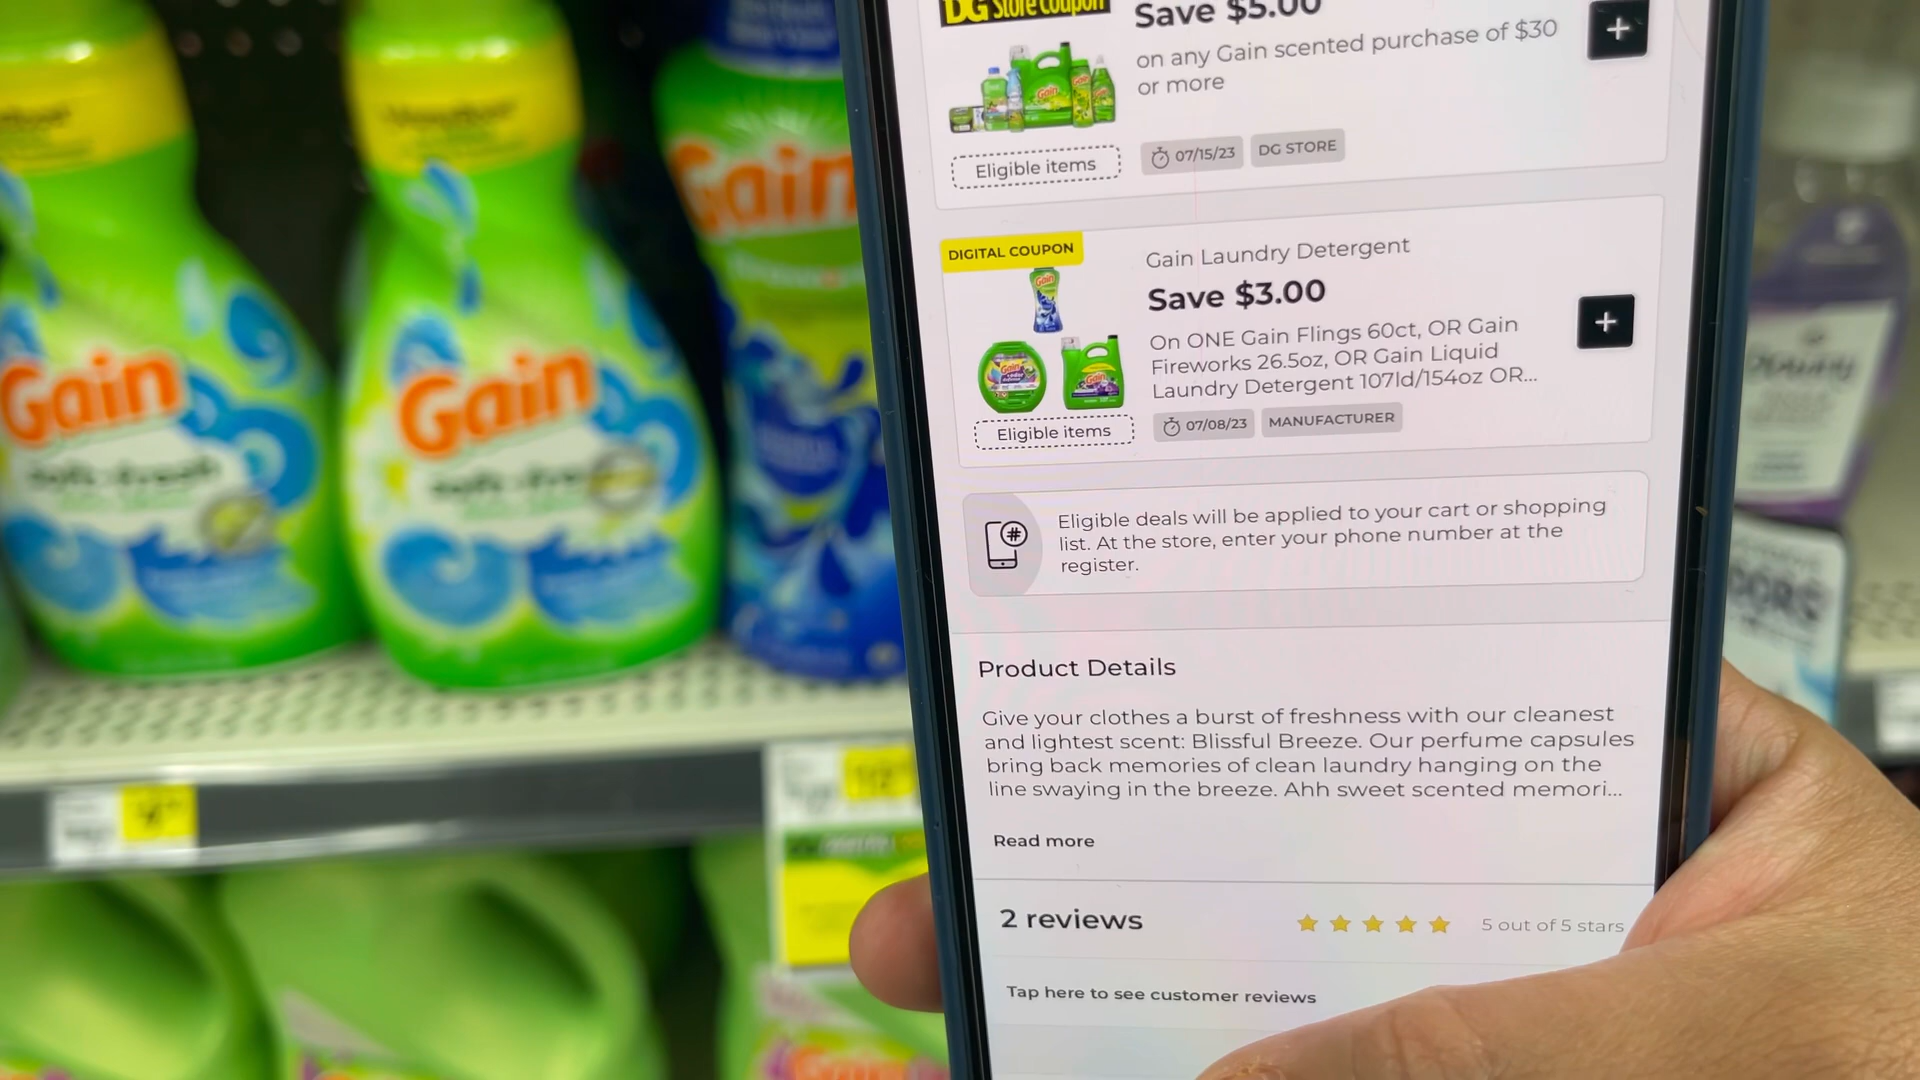 DG Store Coupon
Save $5.00
on any Gain scented purchase of $30
or more
Eligible items
07/15/23
DG STORE
DIGITAL COUPON
Gain Laundry Detergent
Save $3.00
On ONE Gain Flings 60ct, OR Gain
Fireworks 26.5oz, OR Gain Liquid
Laundry Detergent 107ld/154oz OR...
Eligible items
07/08/23
MANUFACTURER
Eligible deals will be applied to your cart or shopping
list. At the store, enter your phone number at the
register.
Product Details
Give your clothes a burst of freshness with our cleanest
and lightest scent: Blissful Breeze. Our perfume capsules
bring back memories of clean laundry hanging on the
line swaying in the breeze. Ahh sweet scented memori...
Read more
2 reviews
5 out of 5 stars
Tap here to see customer reviews
Gain
Gain
Gain
Gain